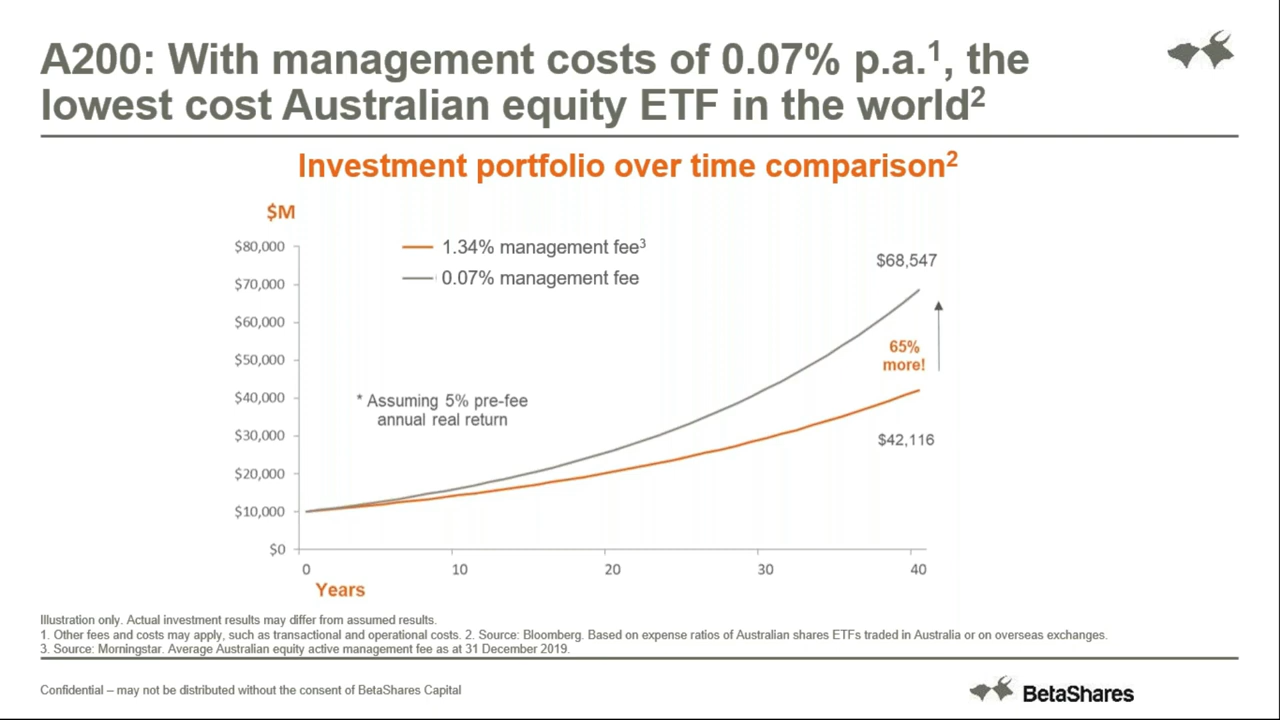 A200: With management costs of 0.07% p.a.¹, the
lowest cost Australian equity ETF in the world²
Investment portfolio over time comparison²
$M
$80,000
$70,000
$60,000
$50,000
$40,000
$30,000
$20,000
$10,000
$0
1.34% management fee³
0.07% management fee
$68,547
65%
more!
* Assuming 5% pre-fee
annual real return
$42,116
0 10 20 30 40
Years
Illustration only. Actual investment results may differ from assumed results.
1. Other fees and costs may apply, such as transactional and operational costs. 2. Source: Bloomberg. Based on expense ratios of Australian shares ETFs traded in Australia or on overseas exchanges.
3. Source: Morningstar. Average Australian equity active management fee as at 31 December 2019.
Confidential – may not be distributed without the consent of BetaShares Capital
BetaShares